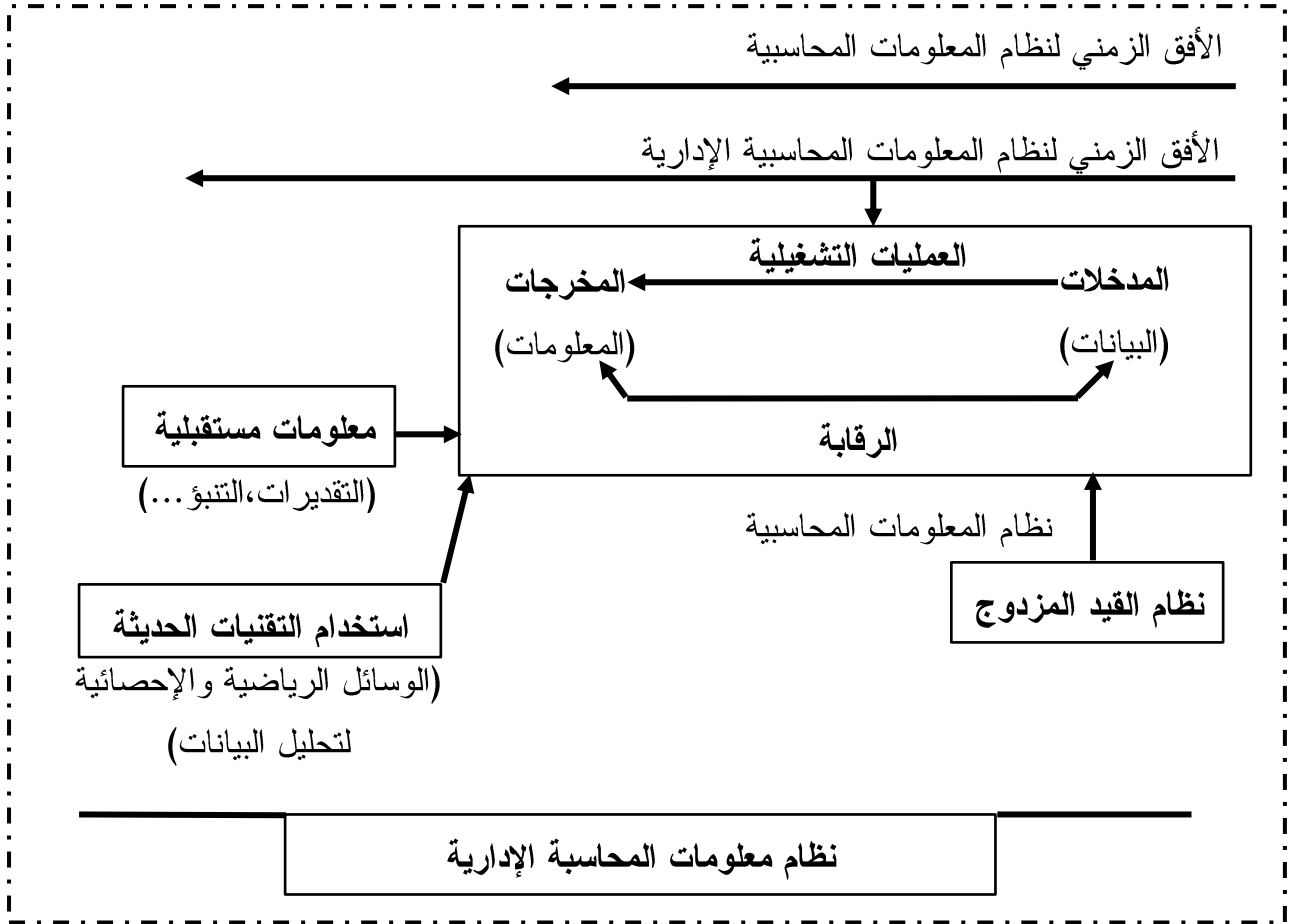 الأفق الزمني لنظام المعلومات المحاسبية
الأفق الزمني لنظام المعلومات المحاسبية الإدارية
العمليات التشغيلية
المدخلات
المخرجات
(البيانات)
(المعلومات)
الرقابة
معلومات مستقبلية
(التقديرات،التنبؤ...)
نظام المعلومات المحاسبية
نظام القيد المزدوج
استخدام التقنيات الحديثة
(الوسائل الرياضية والإحصائية
لتحليل البيانات)
نظام معلومات المحاسبة الإدارية